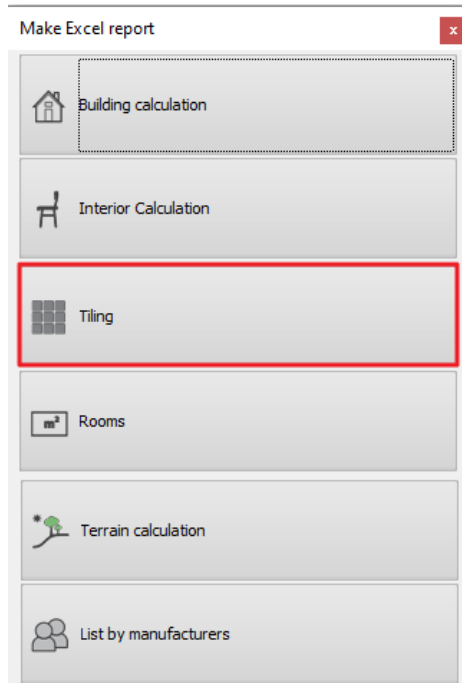 Make Excel report
x
Building calculation
Interior Calculation
Tiling
m²
Rooms
Terrain calculation
List by manufacturers